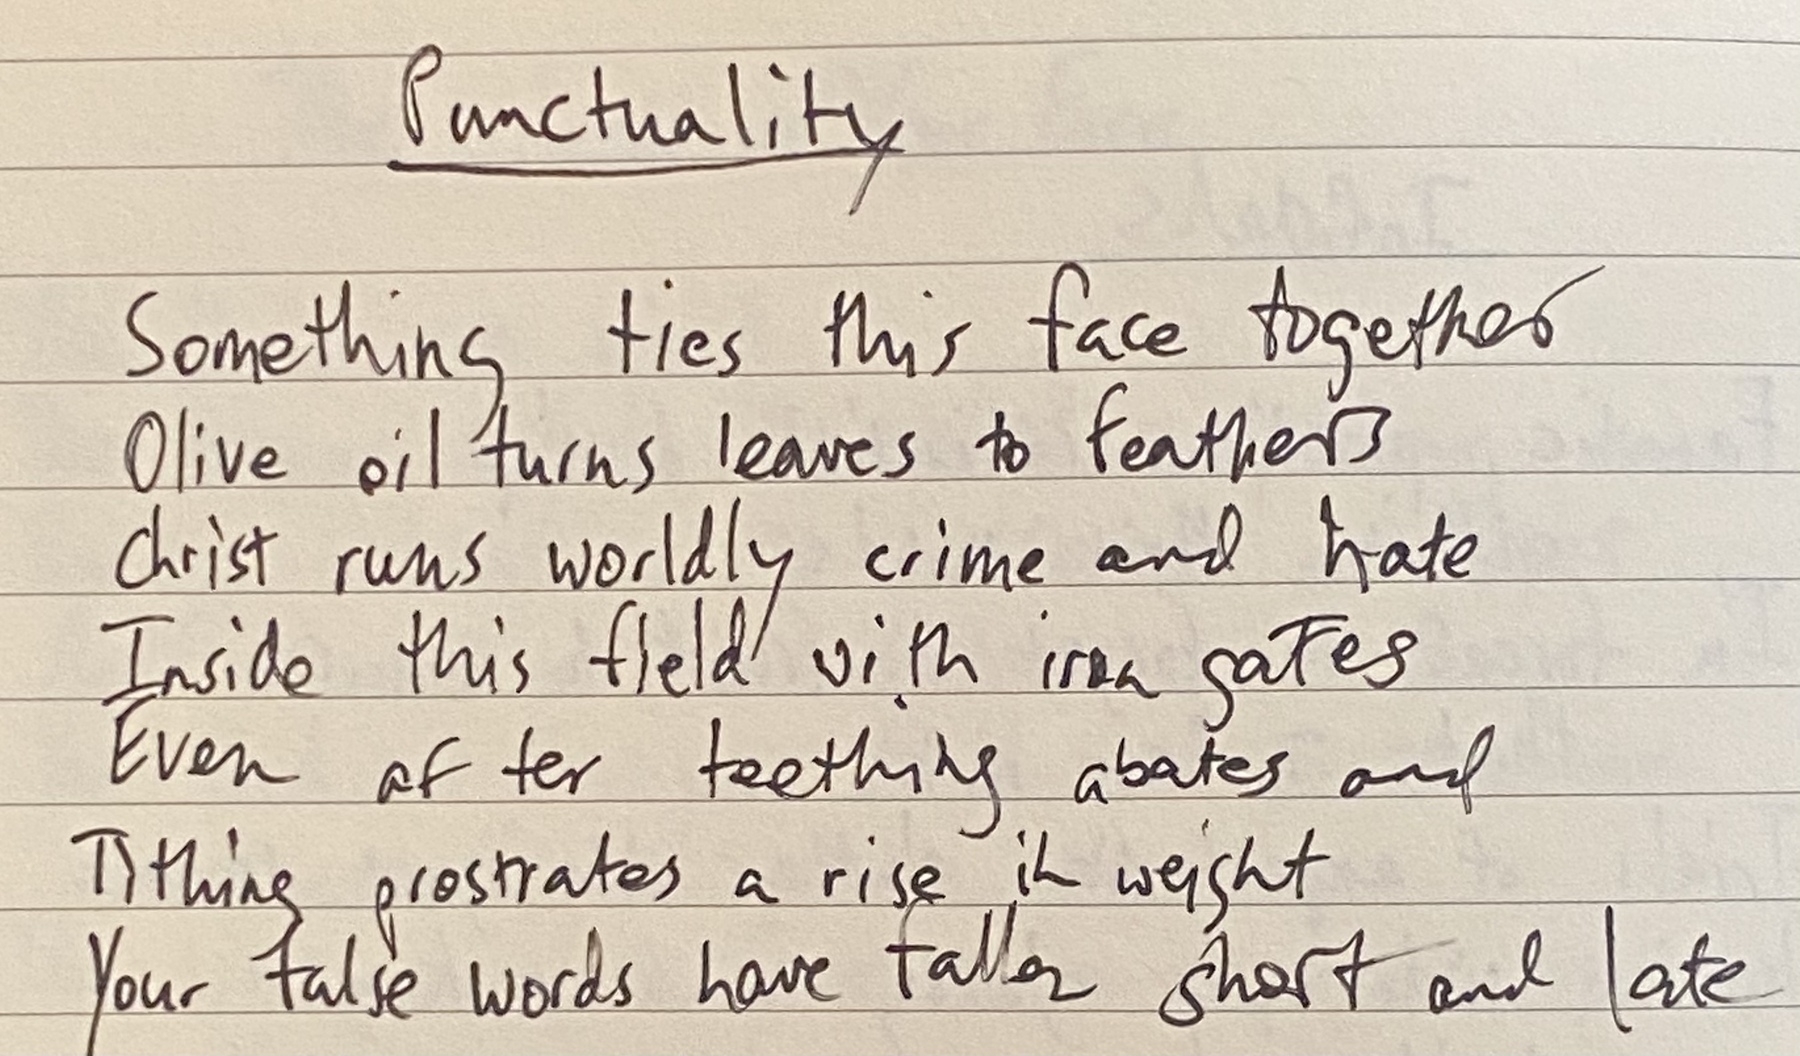 Punctuality
Something ties this face together
Olive oil turns leaves to feathers
Christ runs worldly crime and hate
Inside this field with iron gates
Even after teething abates and
Tithing prostrates a rise in weight
Your false words have fallen short and late